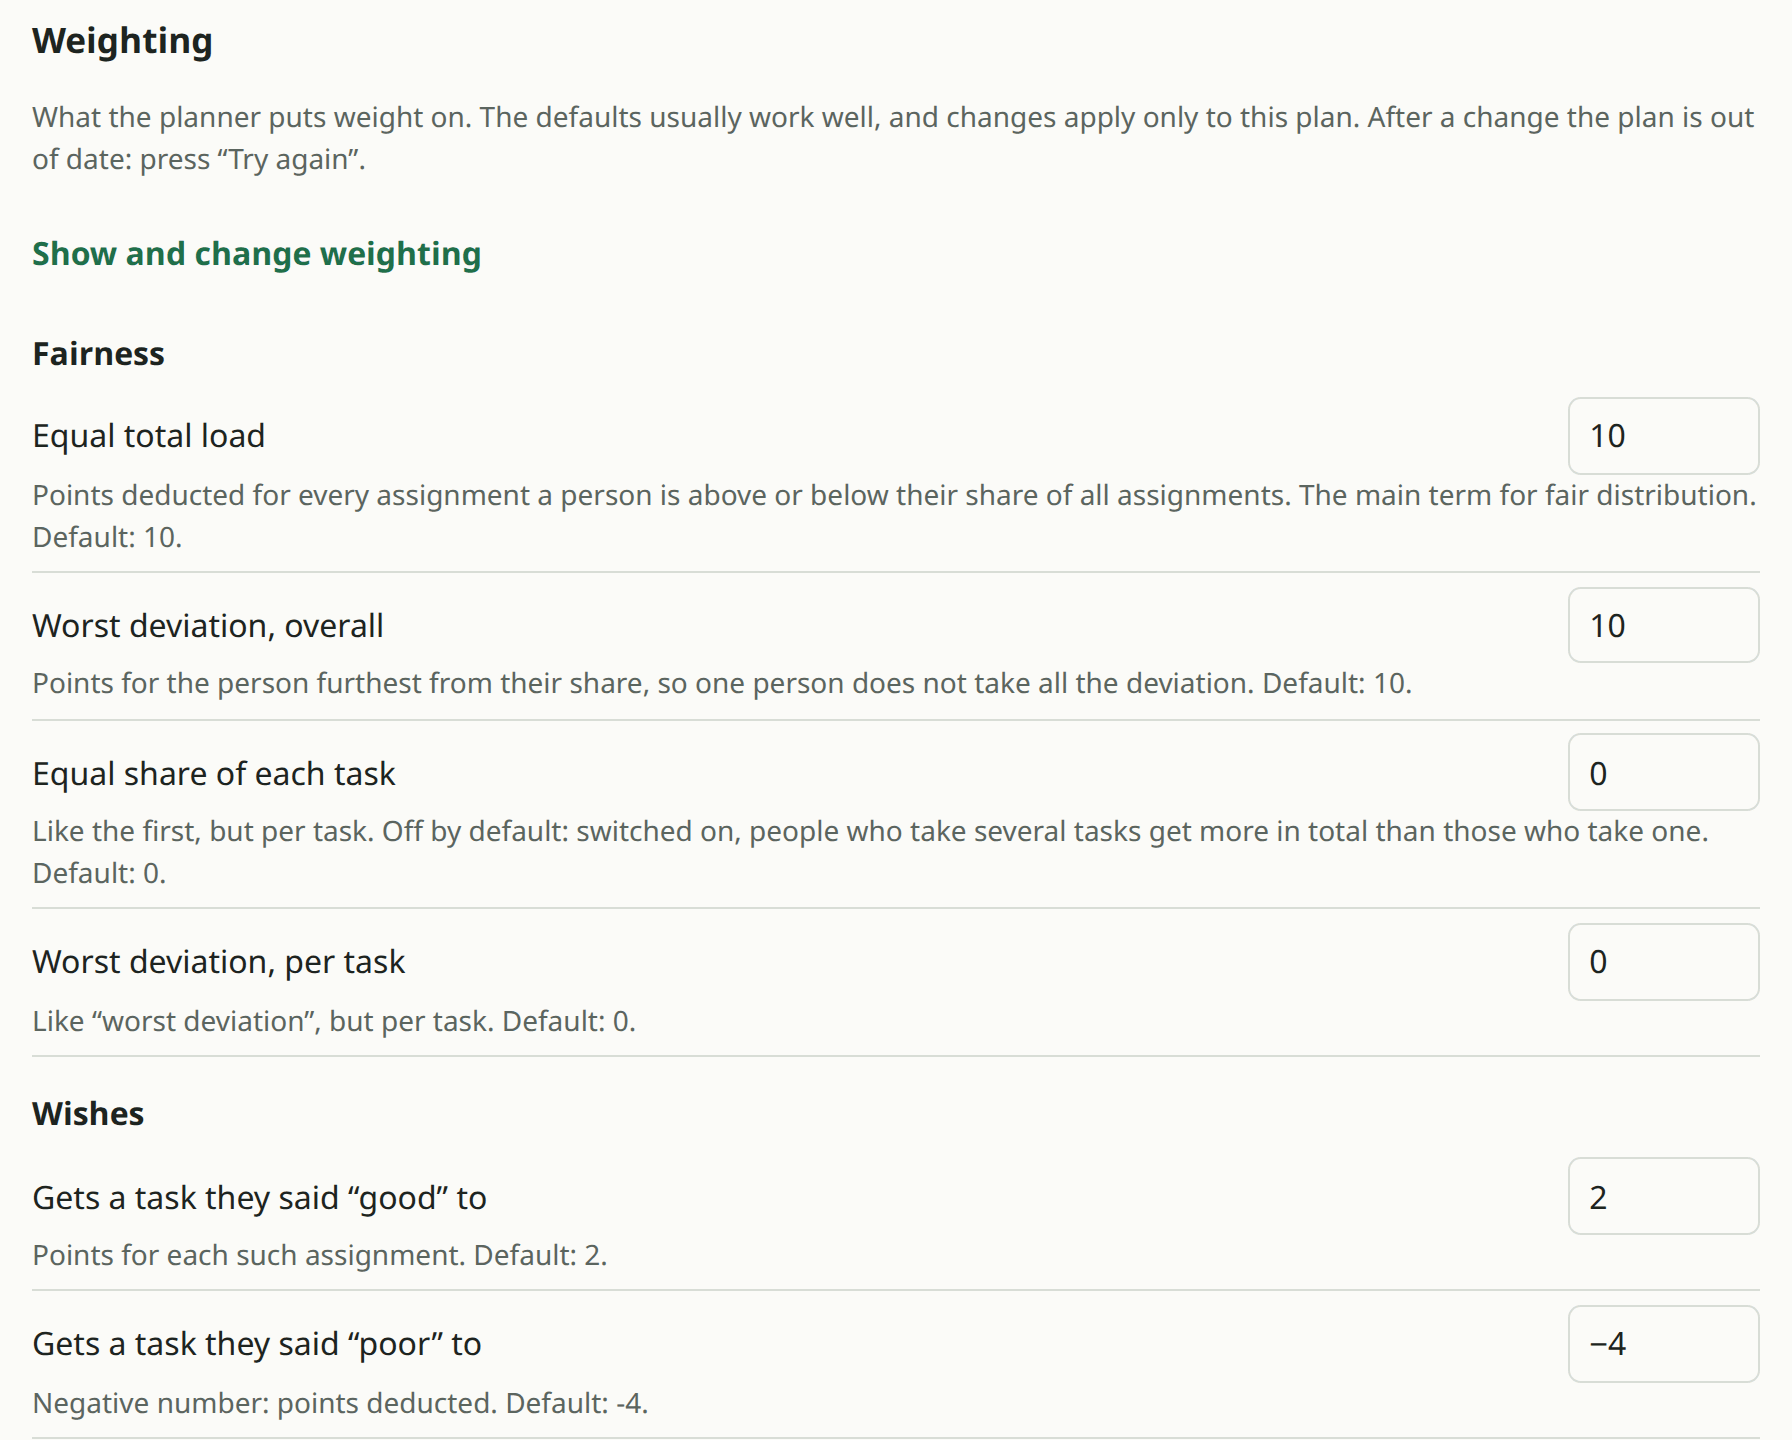 Weighting
What the planner puts weight on. The defaults usually work well, and changes apply only to this plan. After a change the plan is out
of date: press “Try again”.
Show and change weighting
Fairness
Equal total load
10
Points deducted for every assignment a person is above or below their share of all assignments. The main term for fair distribution.
Default: 10.
Worst deviation, overall
10
Points for the person furthest from their share, so one person does not take all the deviation. Default: 10.
Equal share of each task
0
Like the first, but per task. Off by default: switched on, people who take several tasks get more in total than those who take one.
Default: 0.
Worst deviation, per task
0
Like “worst deviation”, but per task. Default: 0.
Wishes
Gets a task they said “good” to
2
Points for each such assignment. Default: 2.
Gets a task they said “poor” to
−4
Negative number: points deducted. Default: -4.